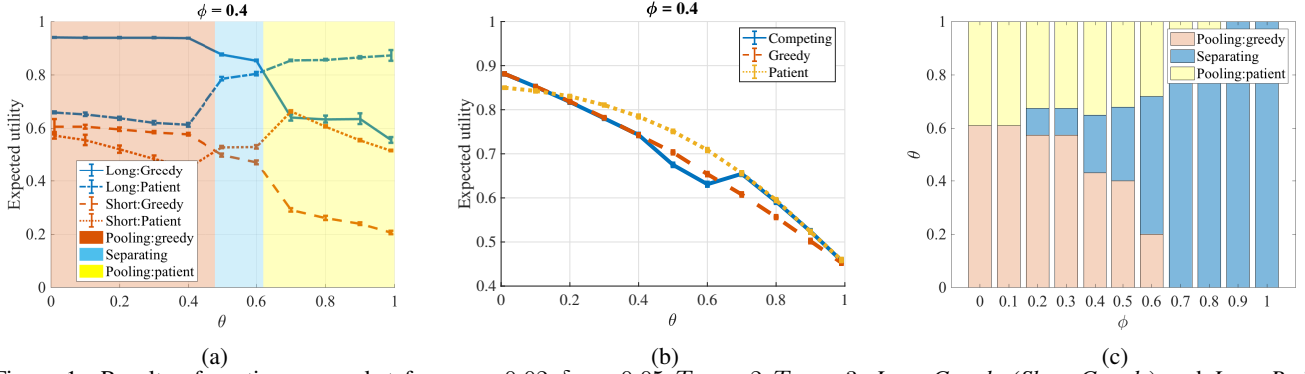 ϕ = 0.4
Expected utility
1
0.8
0.6
0.4
0.2
0
Long:Greedy
Long:Patient
Short:Greedy
Short:Patient
Pooling:greedy
Separating
Pooling:patient
0 0.2 0.4 0.6 0.8 1
θ
(a)
ϕ = 0.4
Expected utility
1
0.9
0.8
0.7
0.6
0.5
0.4
Competing
Greedy
Patient
0 0.2 0.4 0.6 0.8 1
θ
(b)
θ
1
0.8
0.6
0.4
0.2
0
Pooling:greedy
Separating
Pooling:patient
0 0.1 0.2 0.3 0.4 0.5 0.6 0.7 0.8 0.9 1
ϕ
(c)